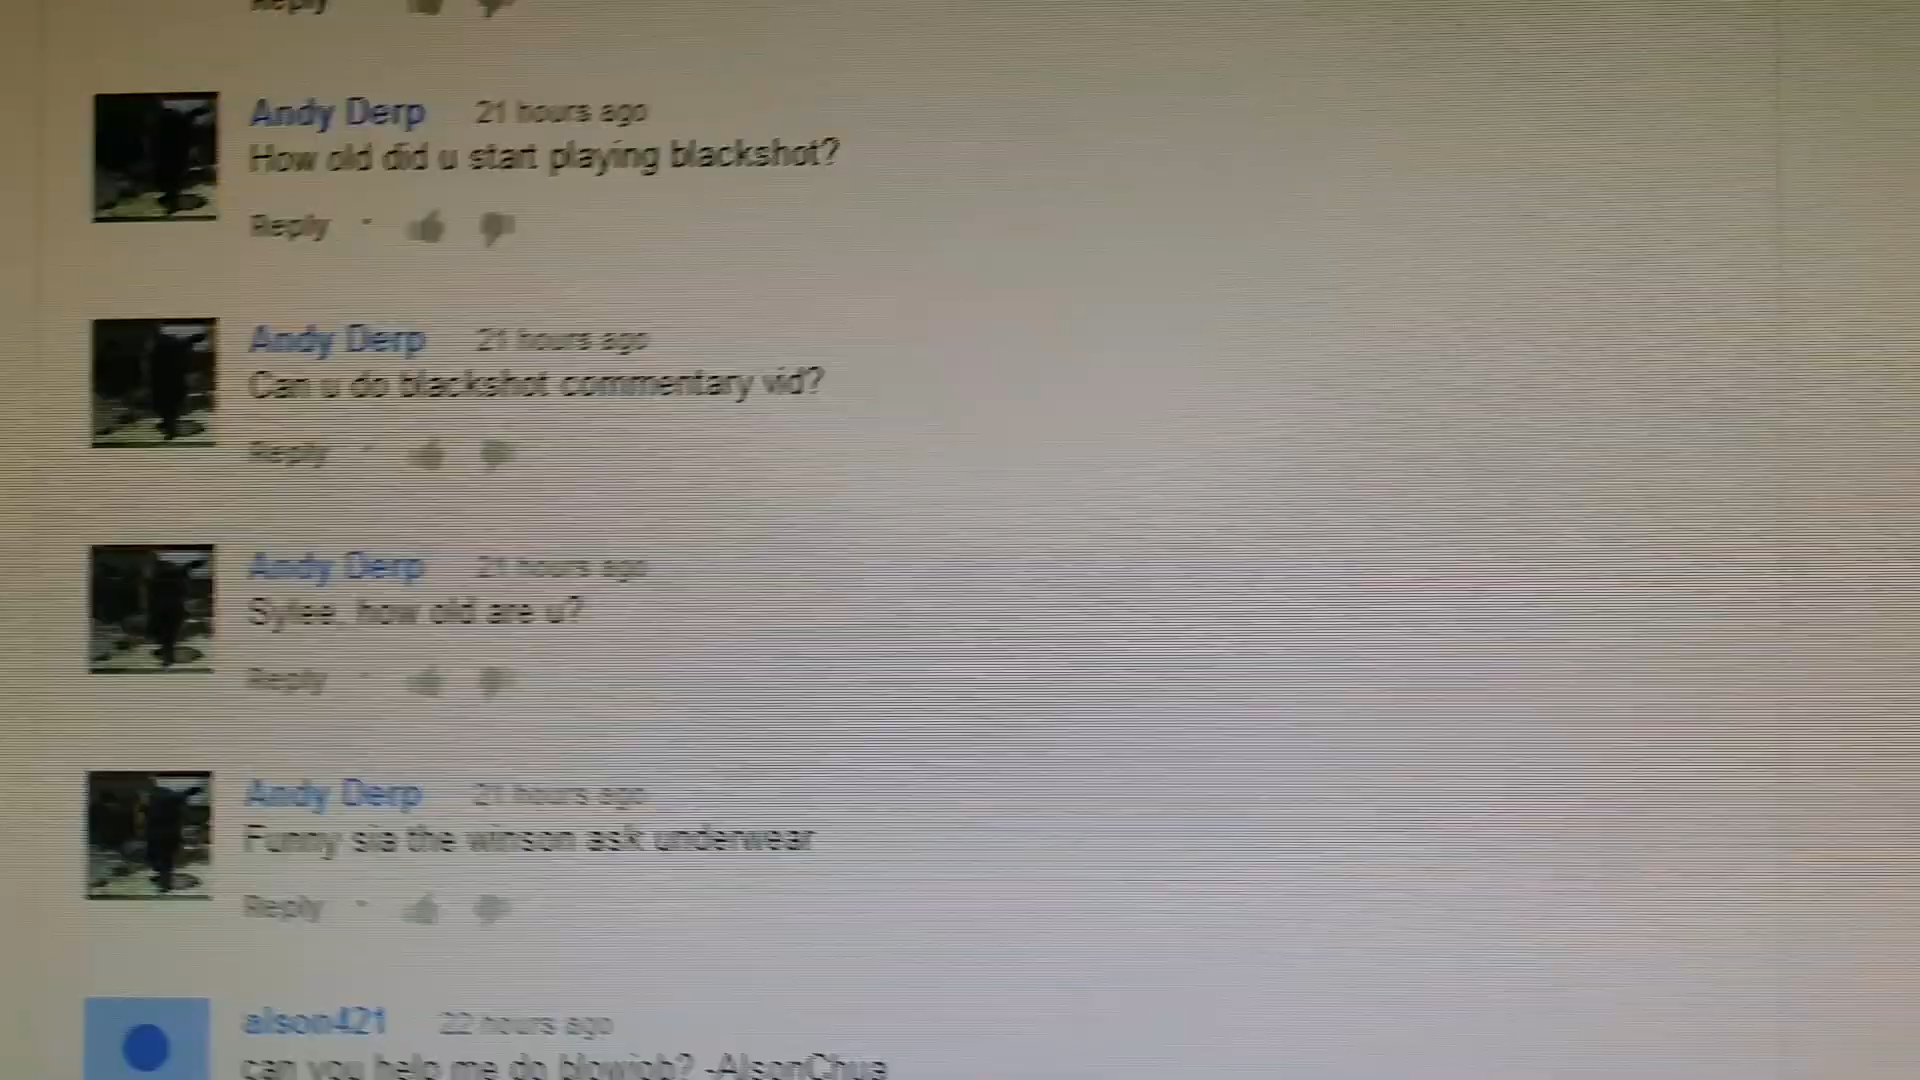 Reply
Andy Derp 21 hours ago
How old did u start playing blackshot?
Reply
Andy Derp 21 hours ago
Can u do blackshot commentary vid?
Reply
Andy Derp 21 hours ago
Sylee, how old are u?
Reply
Andy Derp 21 hours ago
Funny sia the winson ask underwear
Reply
alson421 22 hours ago
can you help me do blowjob? -AlsonChua